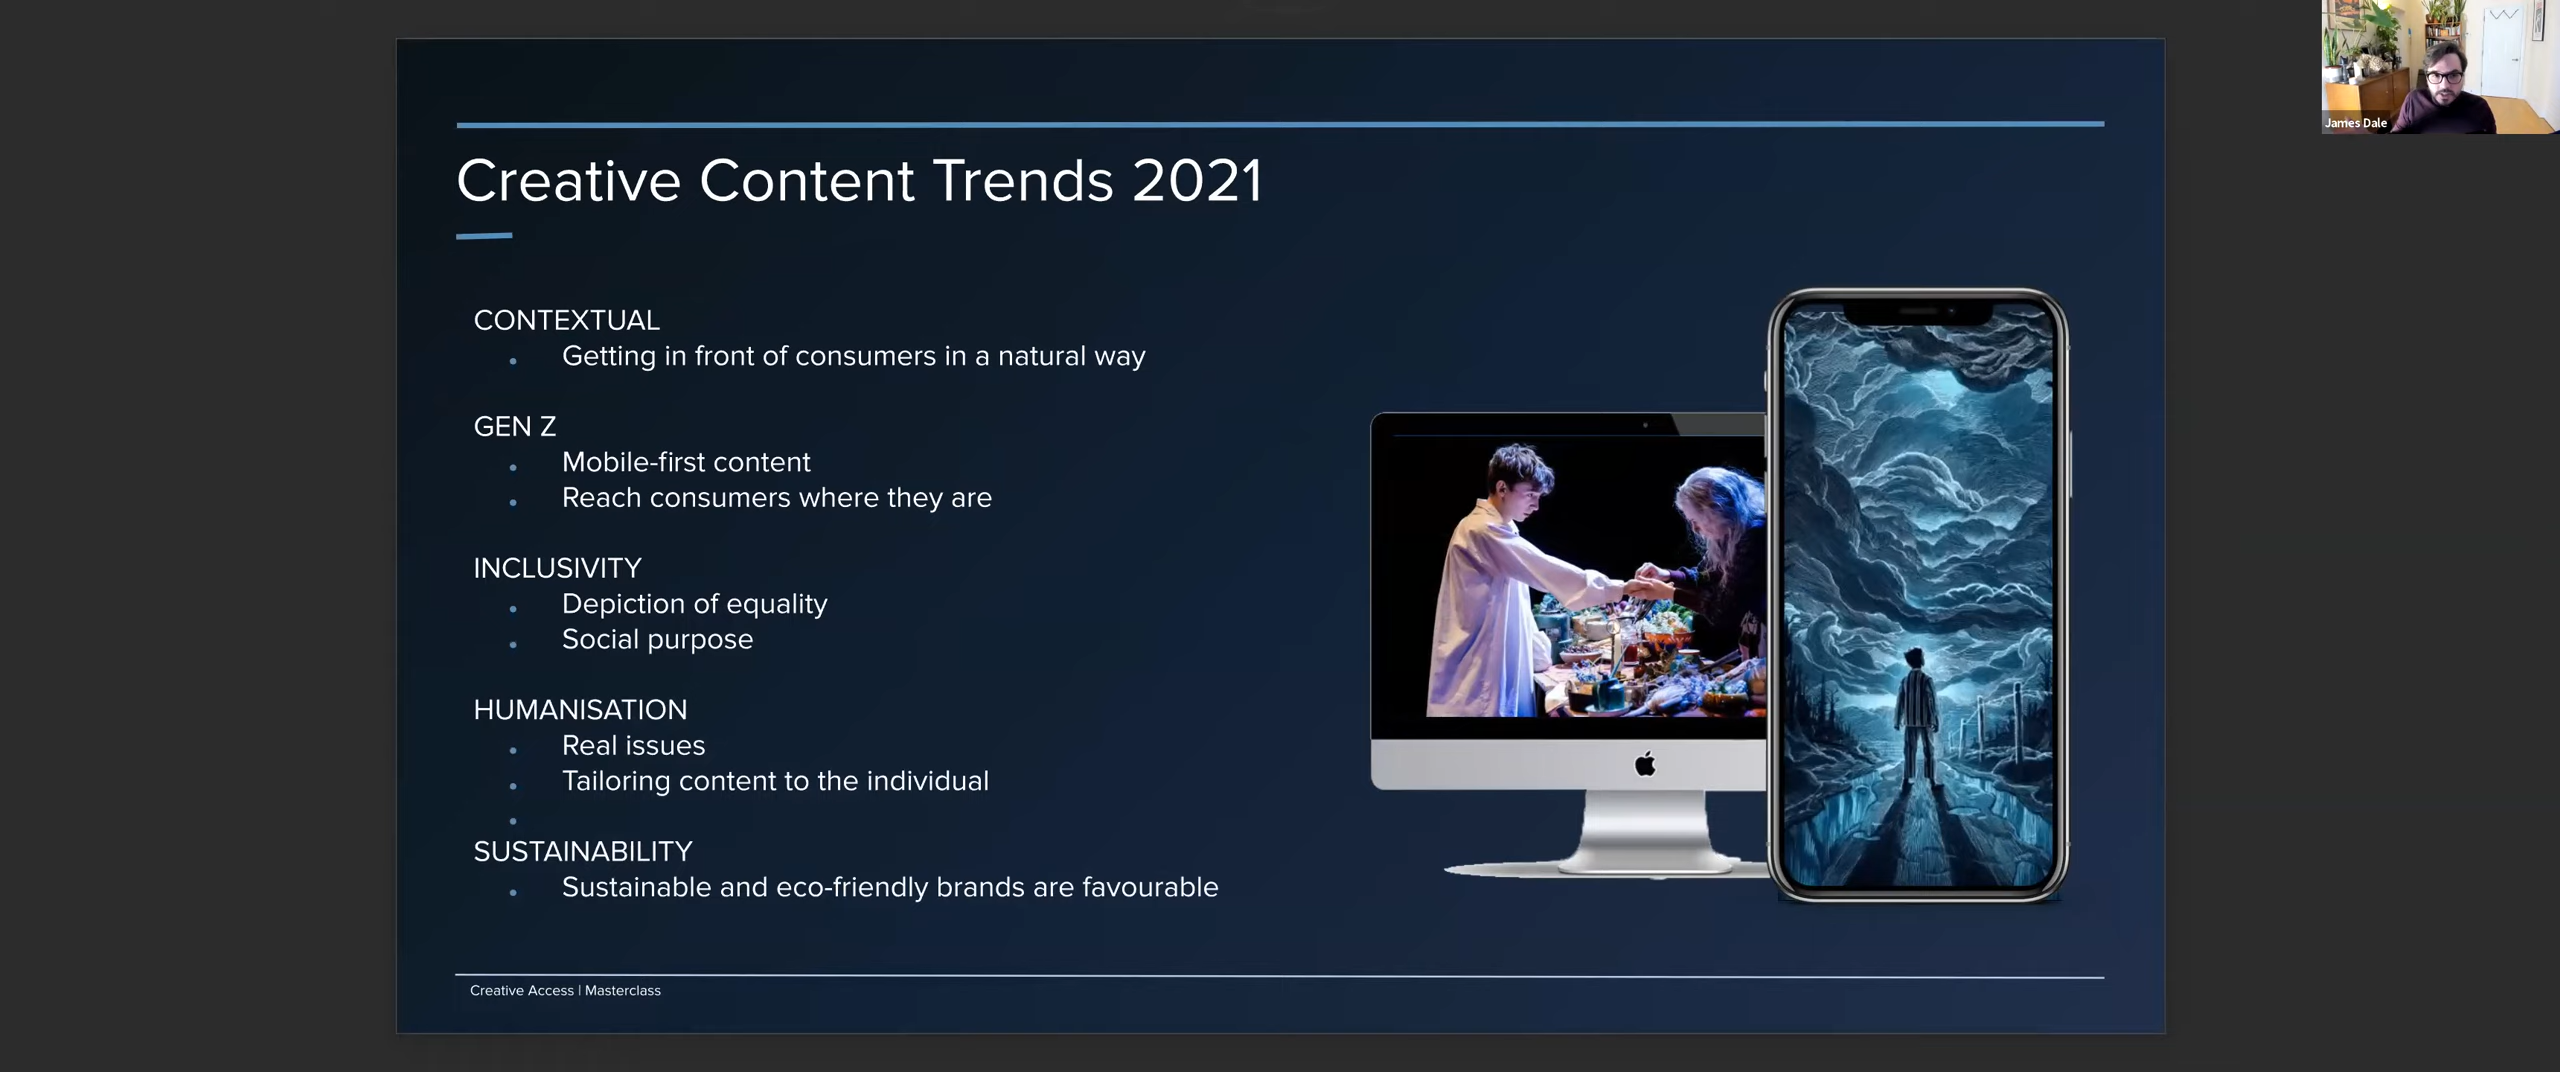 Creative Content Trends 2021
CONTEXTUAL
• Getting in front of consumers in a natural way
GEN Z
• Mobile-first content
• Reach consumers where they are
INCLUSIVITY
• Depiction of equality
• Social purpose
HUMANISATION
• Real issues
• Tailoring content to the individual
•
SUSTAINABILITY
• Sustainable and eco-friendly brands are favourable
Creative Access | Masterclass
James Dale